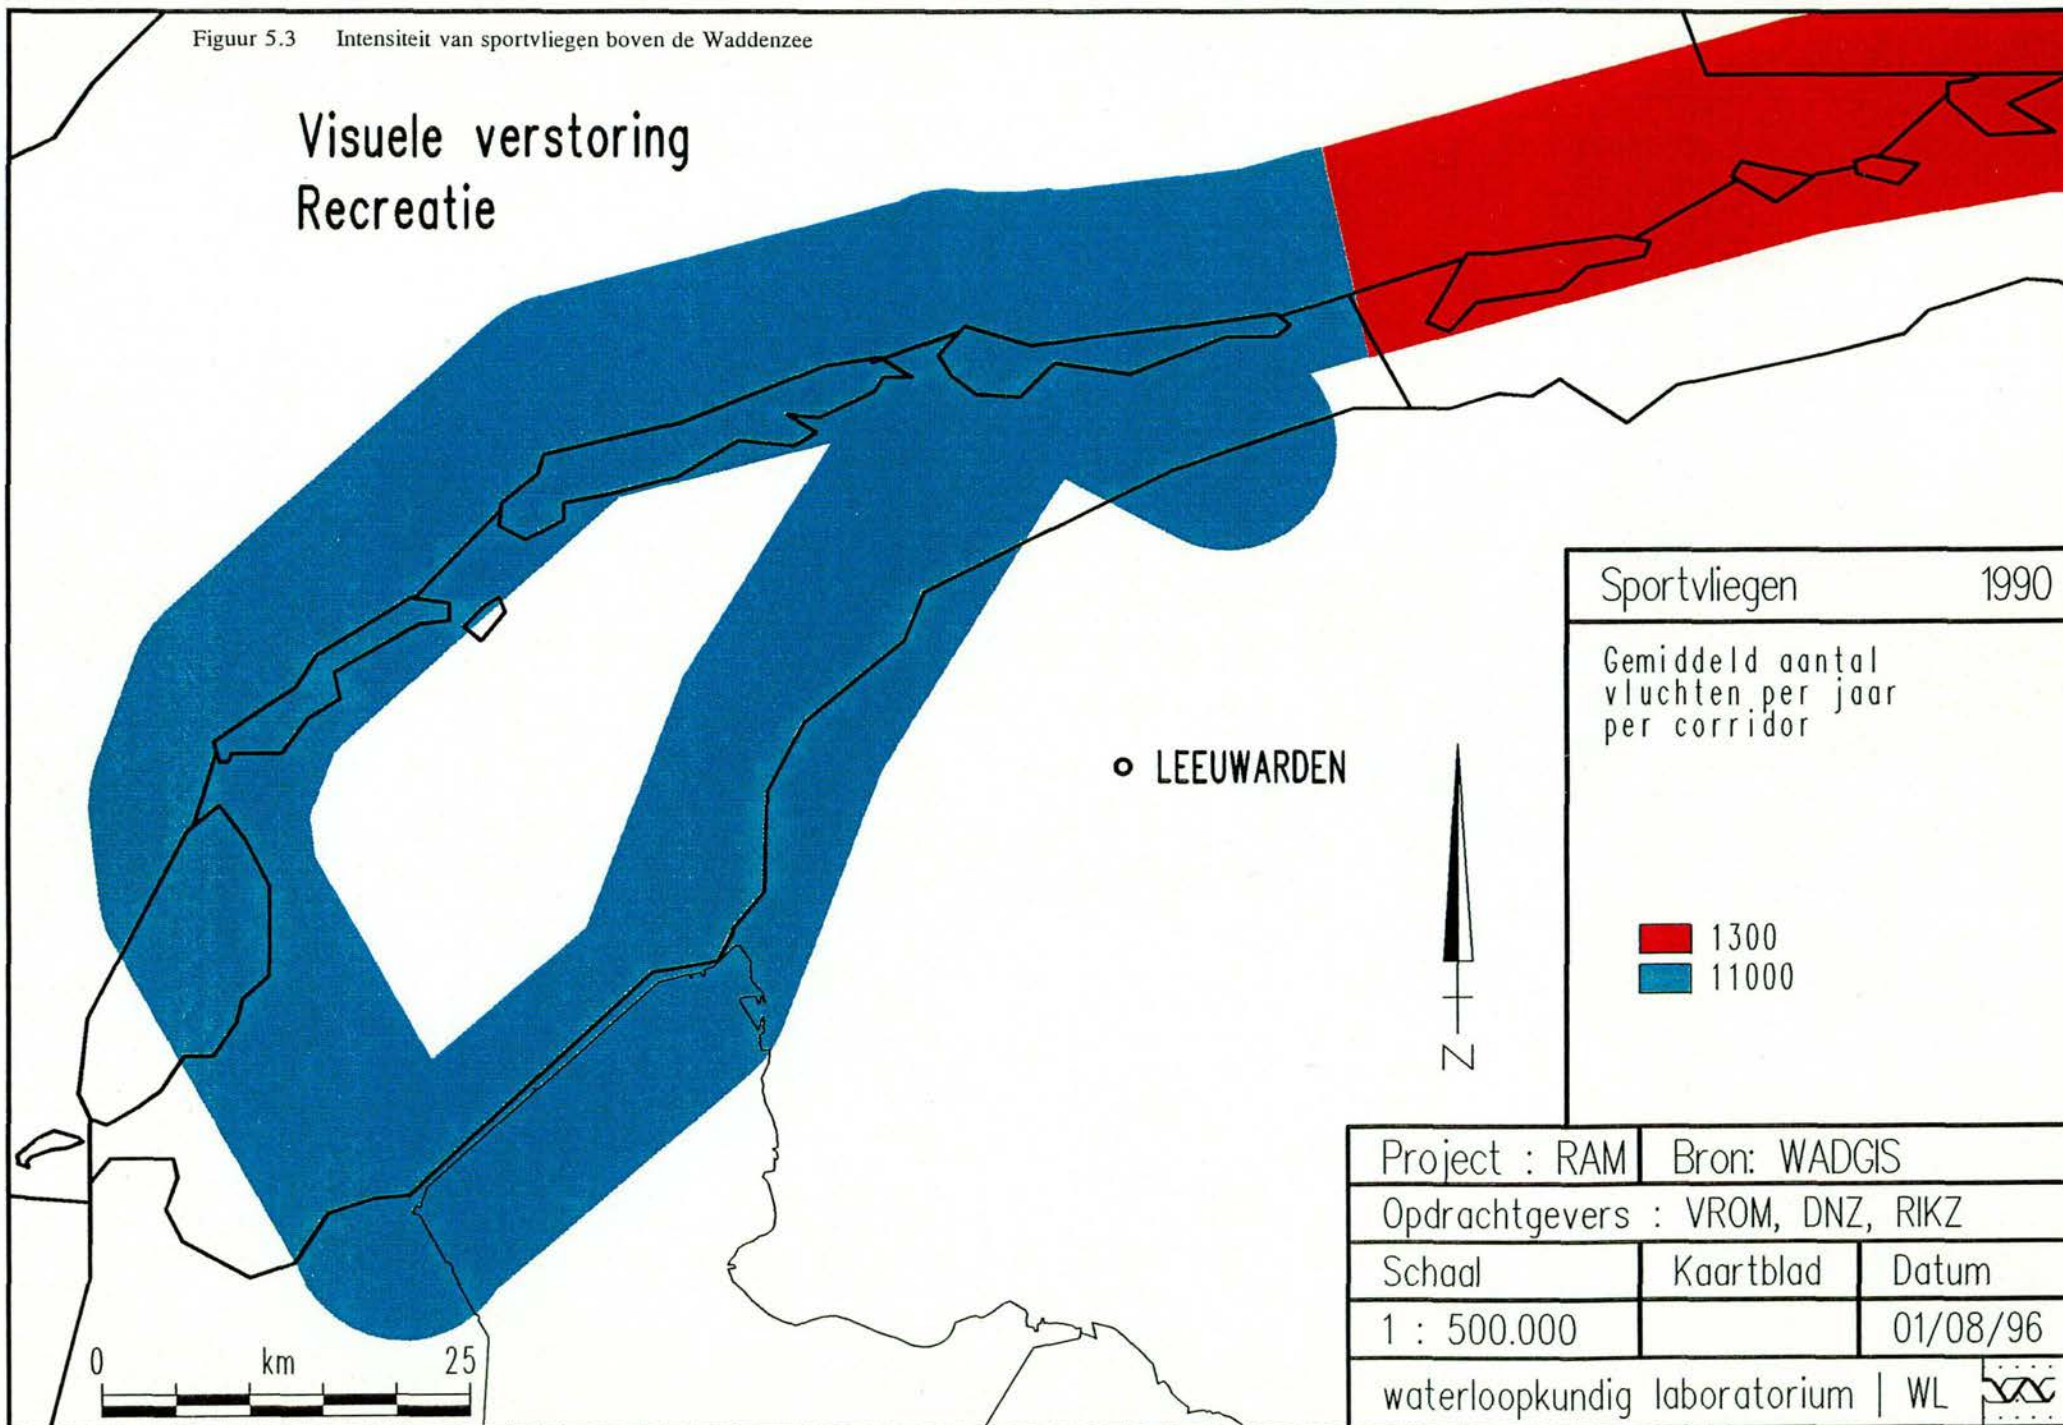 Figuur 5.3 Intensiteit van sportvliegen boven de Waddenzee
Visuele verstoring
Recreatie
LEEUWARDEN
Sportvliegen 1990
Gemiddeld aantal
vluchten per jaar
per corridor
1300
11000
N
0 km 25
Project : RAM Bron: WADGIS
Opdrachtgevers : VROM, DNZ, RIKZ
Schaal Kaartblad Datum
1 : 500.000 01/08/96
waterloopkundig laboratorium | WL